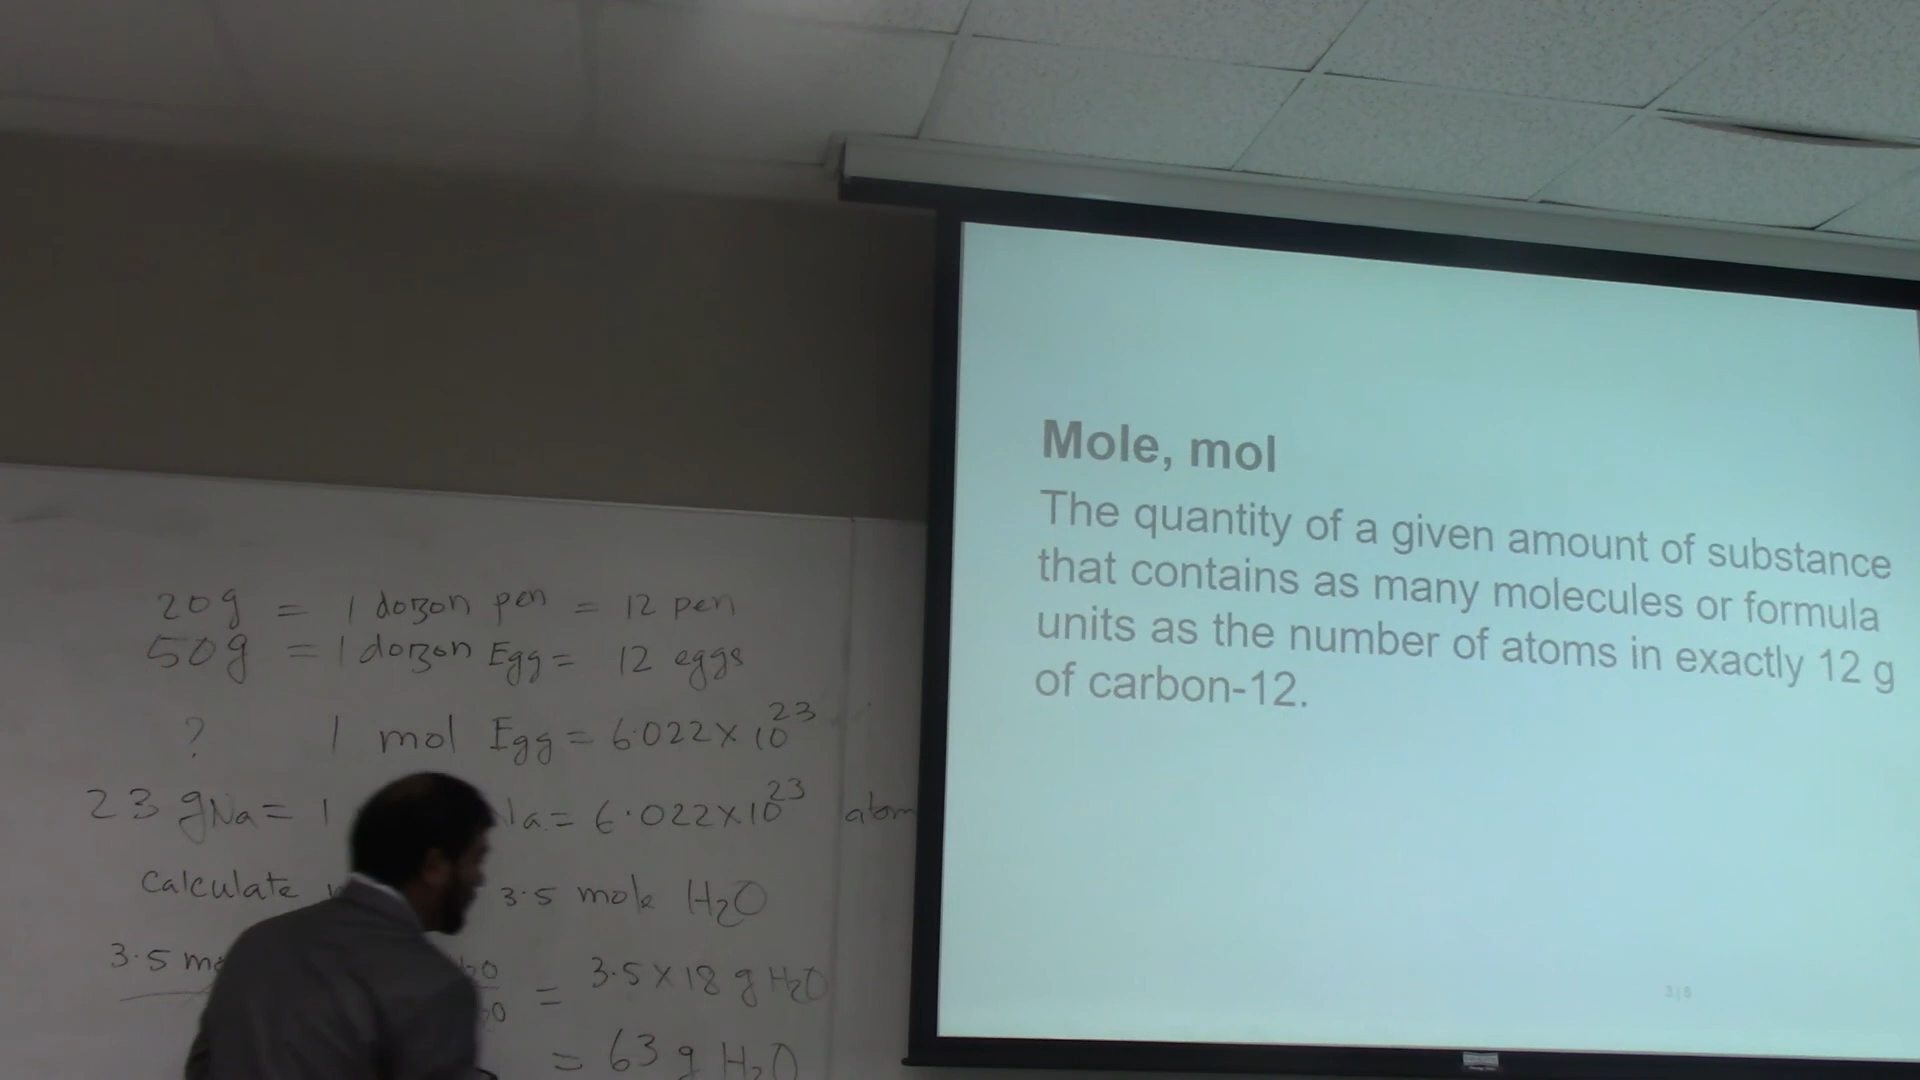 20g = 1 dozon pen = 12 pen
50g = 1 dozon Egg = 12 eggs
? 1 mol Egg = 6.022 x 10^23
23 gNa = 1 Na = 6.022x10^23 atom
Calculate 3.5 mole H2O
3.5 = 3.5 x 18 g H2O
= 63 g H2O
Mole, mol
The quantity of a given amount of substance
that contains as many molecules or formula
units as the number of atoms in exactly 12 g
of carbon-12.